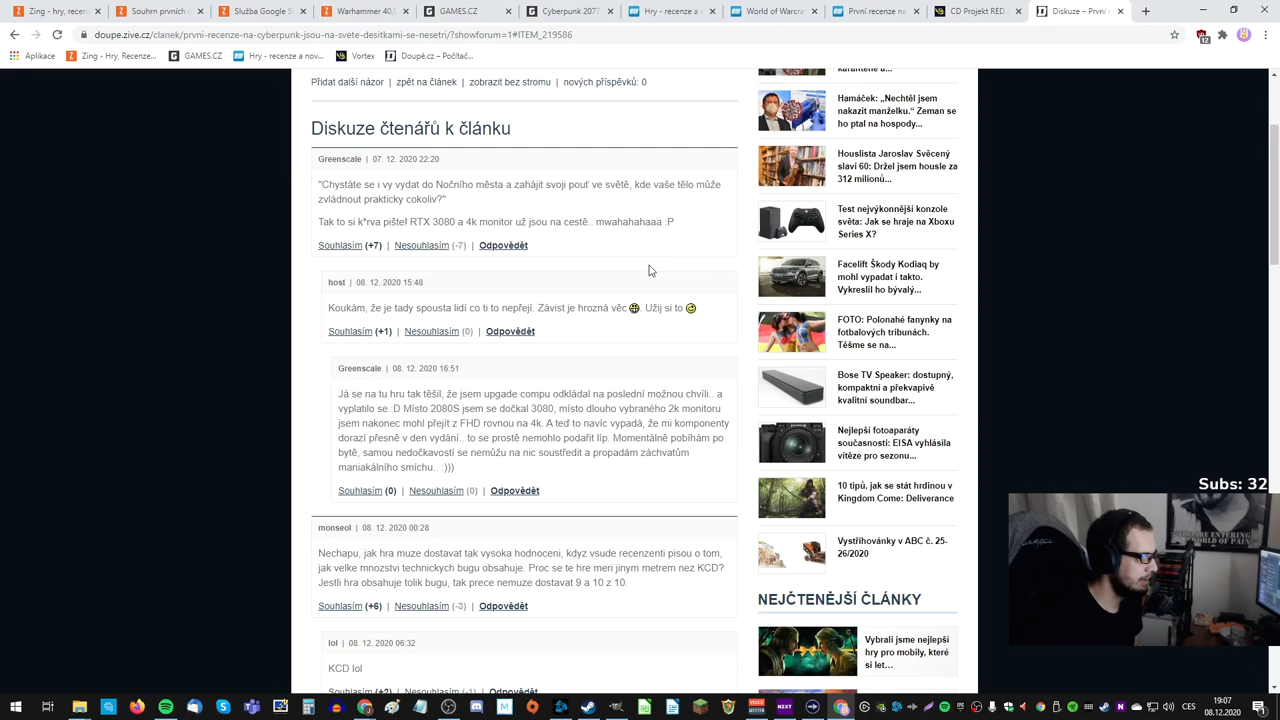 Zing - Hry, r
Souhrn prvních r
Služba Google S
Warhammer 40,
GAMES.CZ
Cyberpunk 2077
Hry - recenze a
World of Warcra
CD Projekt RED
Diskuze – První
doupe.zive.cz/clanek/prvni-recenze-na-cyberpunk-jsou-na-svete-desitkami-se-nesetri/?showforum=1#ITEM_219586
12
Aplikace
Zing - Hry, Recenze...
GAMES.CZ
Hry - recenze a nov...
Vortex
Doupě.cz – Počítač...
Přidat další názor | zpět na článek | zobrazit bez stromu | nových příspěvků: 0
Diskuze čtenářů k článku
Greenscale | 07. 12. 2020 22:20
"Chystáte se i vy vydat do Nočního města a zahájit svoji pouť ve světě, kde vaše tělo může
zvládnout prakticky cokoliv?"
Tak to si k*rva pište! RTX 3080 a 4k monitor už jsou na cestě.. mwahahahaaa :P
Souhlasím (+7) | Nesouhlasím (-7) | Odpovědět
host | 08. 12. 2020 15:48
Koukám, že je tady spousta lidí co ti to nepřejí. Závist je hrozná věc . Užij si to
Souhlasím (+1) | Nesouhlasím (0) | Odpovědět
Greenscale | 08. 12. 2020 16:51
Já se na tu hru tak těšil, že jsem upgade compu odkládal na poslední možnou chvíli.. a
vyplatilo se :D Místo 2080S jsem se dočkal 3080, místo dlouho vybraného 2k monitoru
jsem nakonec mohl přejít z FHD rovnou na 4k. A teď to navíc vypadá, že mi komponenty
dorazí přesně v den vydání.. to se prostě nemohlo podařit líp. Momentálně pobíhám po
bytě, samou nedočkavostí se nemůžu na nic soustředit a propadám záchvatům
maniakálního smíchu.. :)))
Souhlasím (0) | Nesouhlasím (0) | Odpovědět
monseol | 08. 12. 2020 00:28
Nechapu, jak hra muze dostavat tak vysoka hodnoceni, kdyz vsude recenzenti pisou o tom,
jak velke mnozstvi technickych bugu obsahuje. Proc se te hre meri jinym metrem nez KCD?
Jestli hra obsahuje tolik bugu, tak prece nemuze dostavat 9 a 10 z 10.
Souhlasím (+6) | Nesouhlasím (-3) | Odpovědět
lol | 08. 12. 2020 06:32
KCD lol
Souhlasím (+2) | Nesouhlasím (-1) | Odpovědět
karanténě a...
Hamáček: „Nechtěl jsem
nakazit manželku.“ Zeman se
ho ptal na hospody...
Houslista Jaroslav Svěcený
slaví 60: Držel jsem housle za
312 milionů...
Test nejvýkonnější konzole
světa: Jak se hraje na Xboxu
Series X?
Facelift Škody Kodiaq by
mohl vypadat i takto.
Vykreslil ho bývalý...
FOTO: Polonahé fanynky na
fotbalových tribunách.
Těšme se na...
Bose TV Speaker: dostupný,
kompaktní a překvapivě
kvalitní soundbar...
Nejlepší fotoaparáty
současnosti: EISA vyhlásila
vítěze pro sezonu...
10 tipů, jak se stát hrdinou v
Kingdom Come: Deliverance
Vystřihovánky v ABC č. 25-
26/2020
NEJČTENĚJŠÍ ČLÁNKY
Vybrali jsme nejlepší
hry pro mobily, které
si let...
Subs: 32
YOU ARE ENTERING
WORLD OF PAIN
19:07
08.12.2020